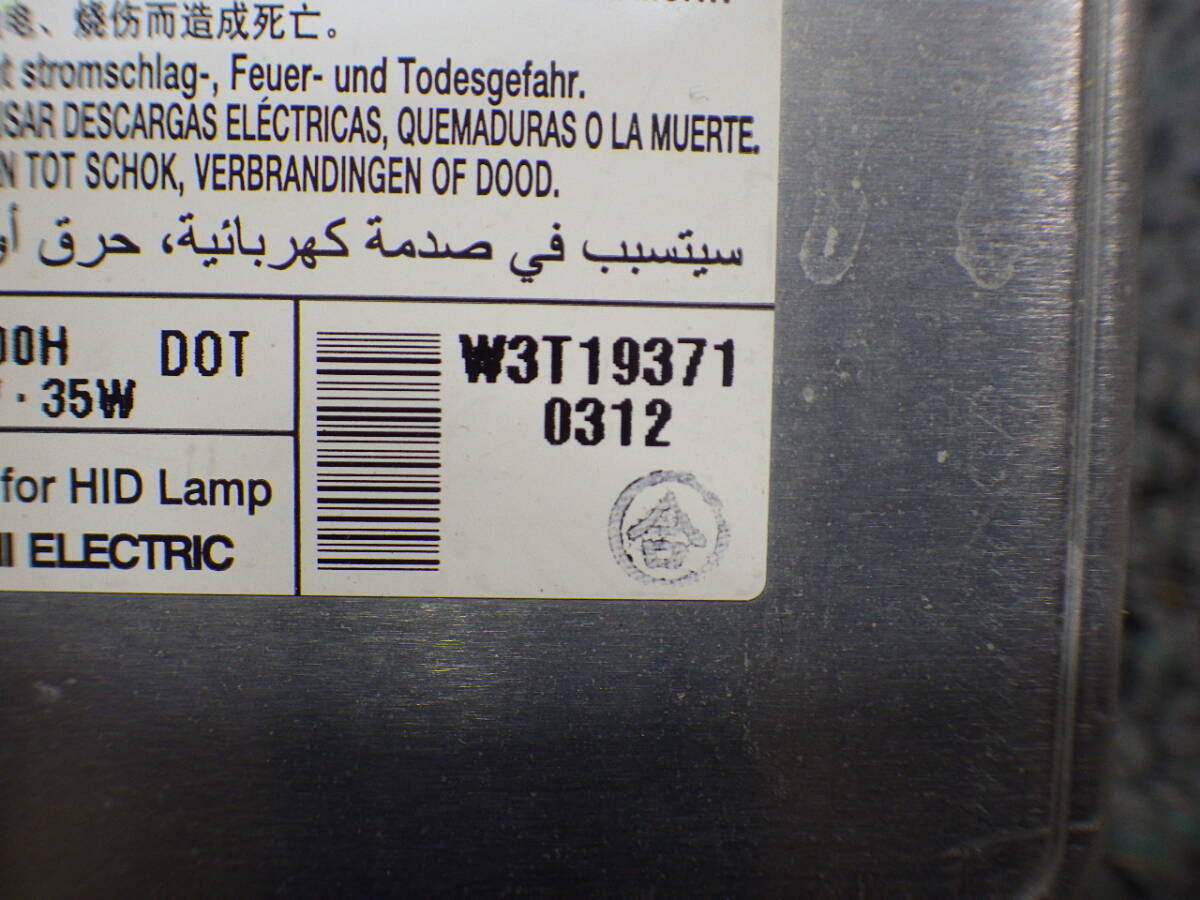 、烧伤而造成死亡。
stromschlag-, Feuer- und Todesgefahr.
DESCARGAS ELÉCTRICAS, QUEMADURAS O LA MUERTE.
TOT SCHOK, VERBRANDINGEN OF DOOD.
سيتسبب في صدمة كهربائية، حرق أو
00H DOT
35W
for HID Lamp
ELECTRIC
W3T19371
0312